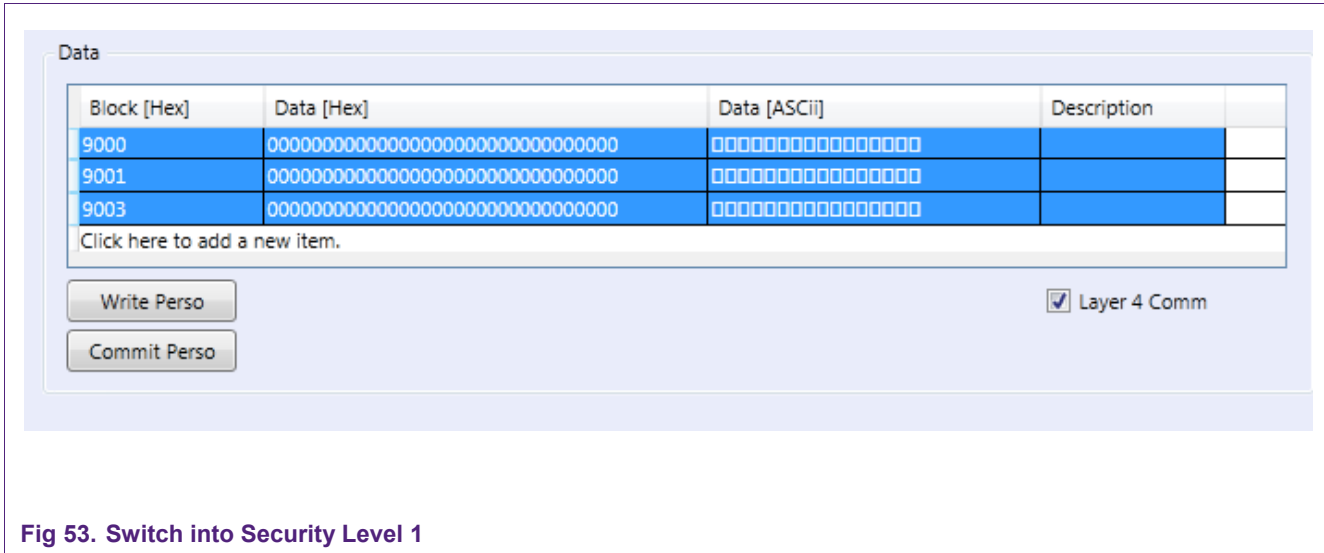 Data
Block [Hex] Data [Hex] Data [ASCii] Description
9000 00000000000000000000000000000000 □□□□□□□□□□□□□□□□
9001 00000000000000000000000000000000 □□□□□□□□□□□□□□□□
9003 00000000000000000000000000000000 □□□□□□□□□□□□□□□□
Click here to add a new item.
Write Perso Layer 4 Comm
Commit Perso
Fig 53. Switch into Security Level 1